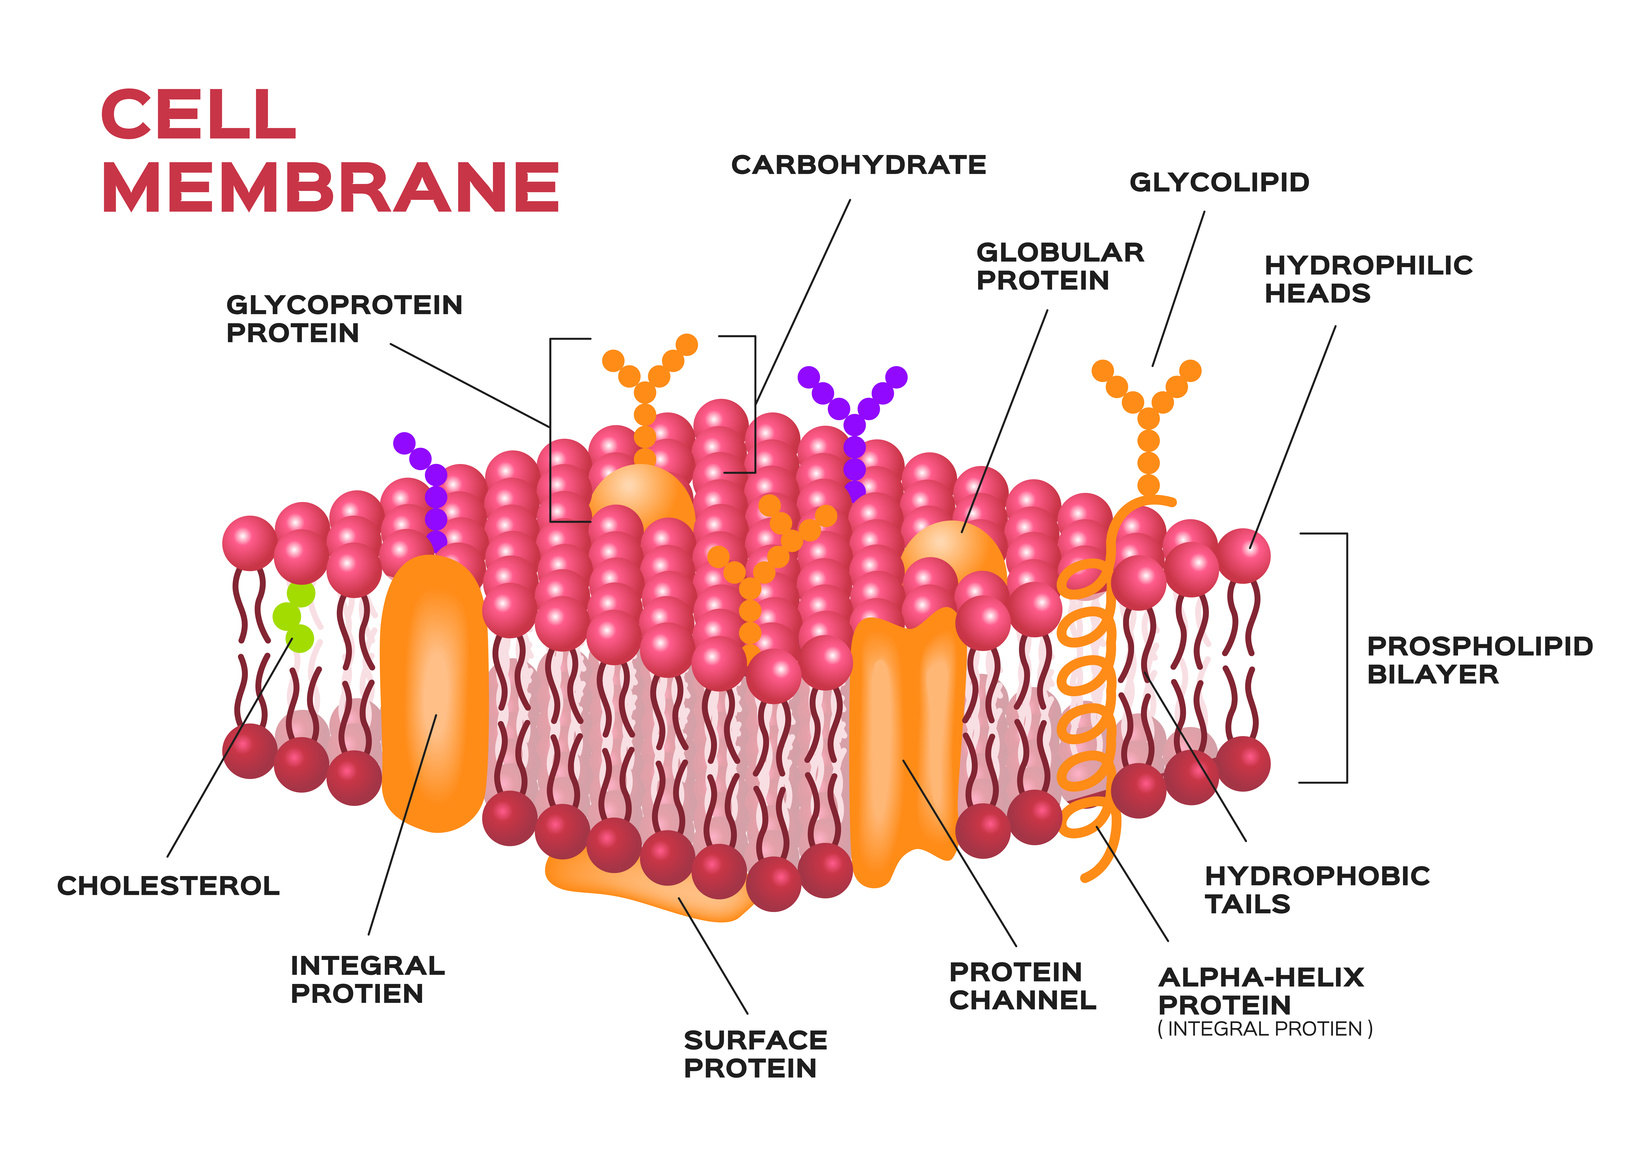 CELL
MEMBRANE
CARBOHYDRATE
GLYCOLIPID
GLOBULAR
PROTEIN
HYDROPHILIC
HEADS
GLYCOPROTEIN
PROTEIN
PROSPHOLIPID
BILAYER
CHOLESTEROL
HYDROPHOBIC
TAILS
INTEGRAL
PROTIEN
PROTEIN
CHANNEL
ALPHA-HELIX
PROTEIN
( INTEGRAL PROTIEN )
SURFACE
PROTEIN